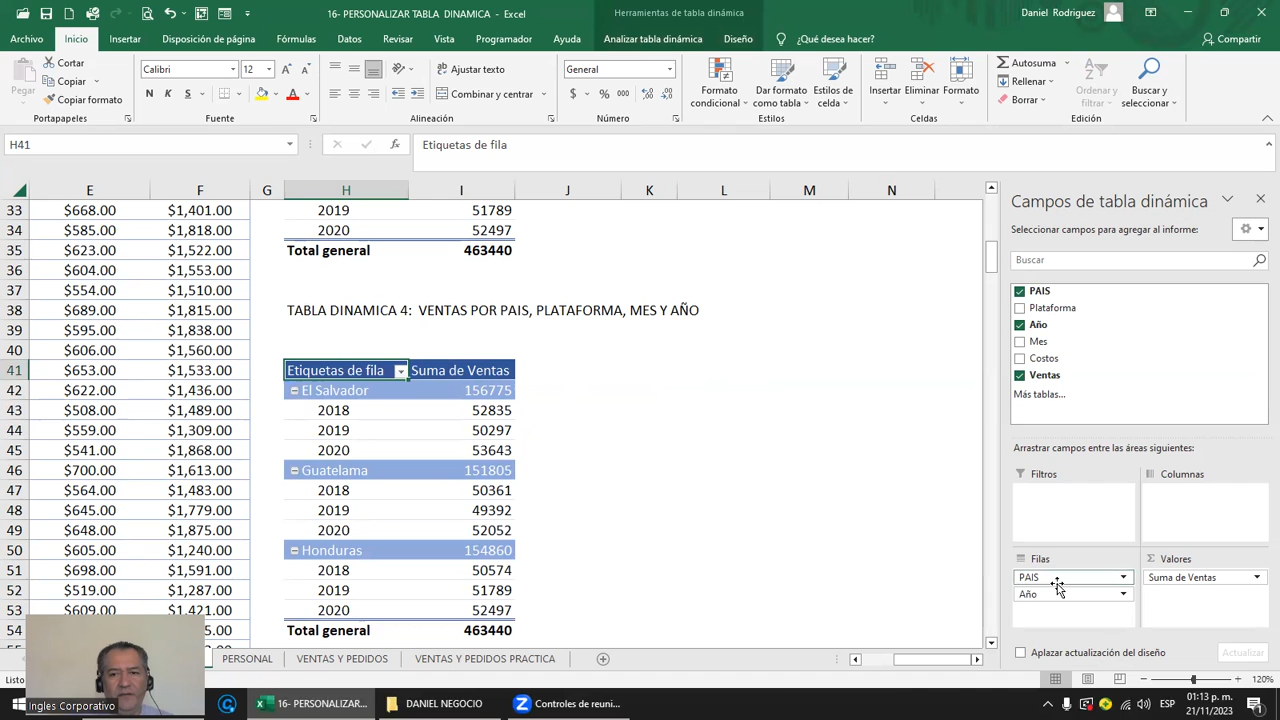 16- PERSONALIZAR TABLA DINAMICA - Excel
Herramientas de tabla dinámica
Daniel Rodriguez
Archivo Inicio Insertar Disposición de página Fórmulas Datos Revisar Vista Programador Ayuda Analizar tabla dinámica Diseño ¿Qué desea hacer? Compartir
Pegar
Cortar
Copiar
Copiar formato
Portapapeles
Calibri 12
N K S
Fuente
Ajustar texto
Combinar y centrar
Alineación
General
$ % 000
Número
Formato condicional
Dar formato como tabla
Estilos de celda
Estilos
Insertar Eliminar Formato
Celdas
Autosuma
Rellenar
Borrar
Ordenar y filtrar
Buscar y seleccionar
Edición
H41 fx Etiquetas de fila
E F G H I J K L M N
33 $668.00 $1,401.00 2019 51789
34 $585.00 $1,818.00 2020 52497
35 $623.00 $1,522.00 Total general 463440
36 $604.00 $1,553.00
37 $554.00 $1,510.00
38 $689.00 $1,815.00 TABLA DINAMICA 4: VENTAS POR PAIS, PLATAFORMA, MES Y AÑO
39 $595.00 $1,838.00
40 $606.00 $1,560.00
41 $653.00 $1,533.00 Etiquetas de fila Suma de Ventas
42 $622.00 $1,436.00 El Salvador 156775
43 $508.00 $1,489.00 2018 52835
44 $559.00 $1,309.00 2019 50297
45 $541.00 $1,868.00 2020 53643
46 $700.00 $1,613.00 Guatelama 151805
47 $564.00 $1,483.00 2018 50361
48 $645.00 $1,779.00 2019 49392
49 $648.00 $1,875.00 2020 52052
50 $605.00 $1,240.00 Honduras 154860
51 $698.00 $1,591.00 2018 50574
52 $519.00 $1,287.00 2019 51789
53 $609.00 $1,421.00 2020 52497
54 5.00 Total general 463440
Campos de tabla dinámica
Seleccionar campos para agregar al informe:
Buscar
PAIS
Plataforma
Año
Mes
Costos
Ventas
Más tablas...
Arrastrar campos entre las áreas siguientes:
Filtros Columnas
Filas Valores
PAIS Suma de Ventas
Año
Aplazar actualización del diseño Actualizar
PERSONAL VENTAS Y PEDIDOS VENTAS Y PEDIDOS PRACTICA
Listo
120%
Ingles Corporativo
16- PERSONALIZAR...
DANIEL NEGOCIO
Controles de reuni...
01:13 p. m.
21/11/2023